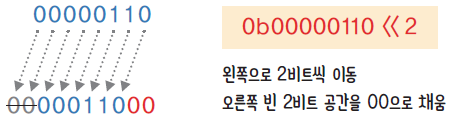 00000110
0b00000110 << 2
왼쪽으로 2비트씩 이동
오른쪽 빈 2비트 공간을 00으로 채움
0000011000